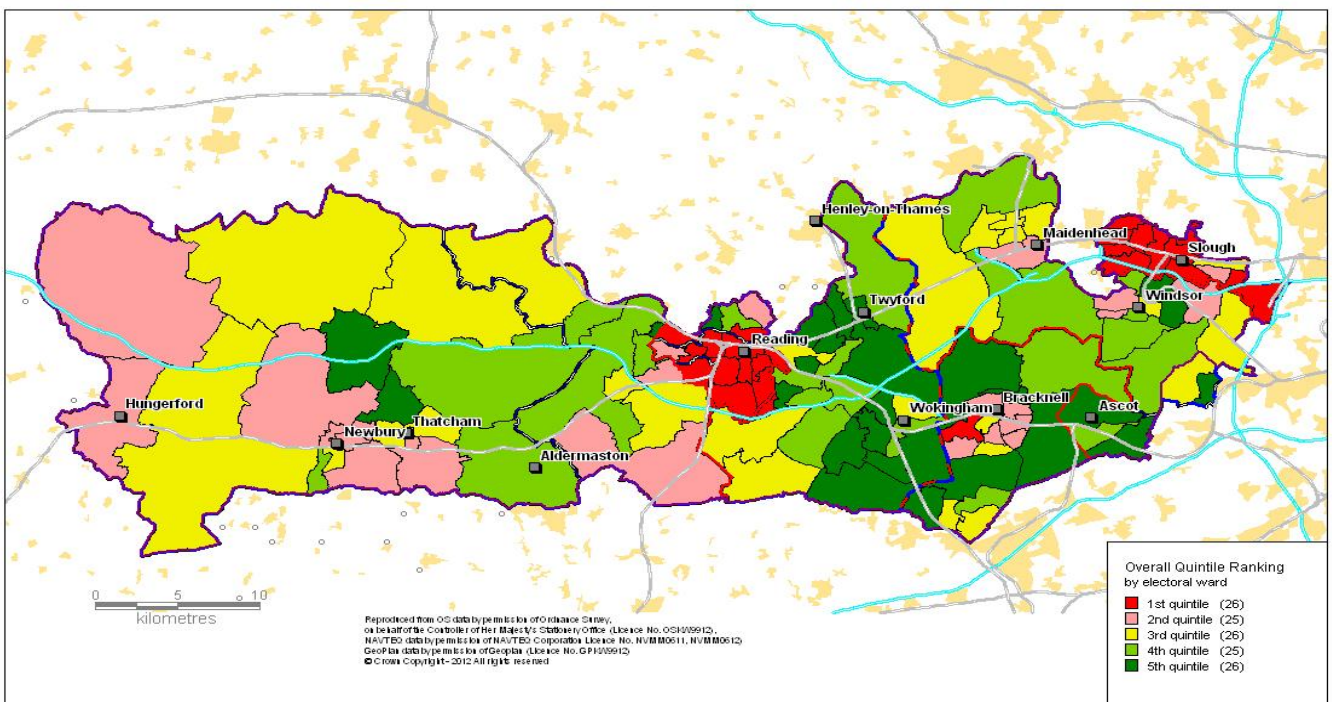 Henley-on-Thames
Maidenhead
Slough
Windsor
Twyford
Reading
Hungerford
Bracknell
Ascot
Wokingham
Thatcham
Newbury
Aldermaston
0 5 10
kilometres
Reproduced from OS data by permission of Ordnance Survey,
on behalf of the Controller of Her Majesty's Stationery Office (Licence No.
NAVTEQ data by permission of NAVTEQ Corporation Licence No. NVMM0611, NVMM0612)
GeoPlan data by permission of Geoplan (Licence No.
© Crown Copyright - 2012 All rights reserved
Overall Quintile Ranking
by electoral ward
1st quintile (26)
2nd quintile (25)
3rd quintile (26)
4th quintile (25)
5th quintile (26)